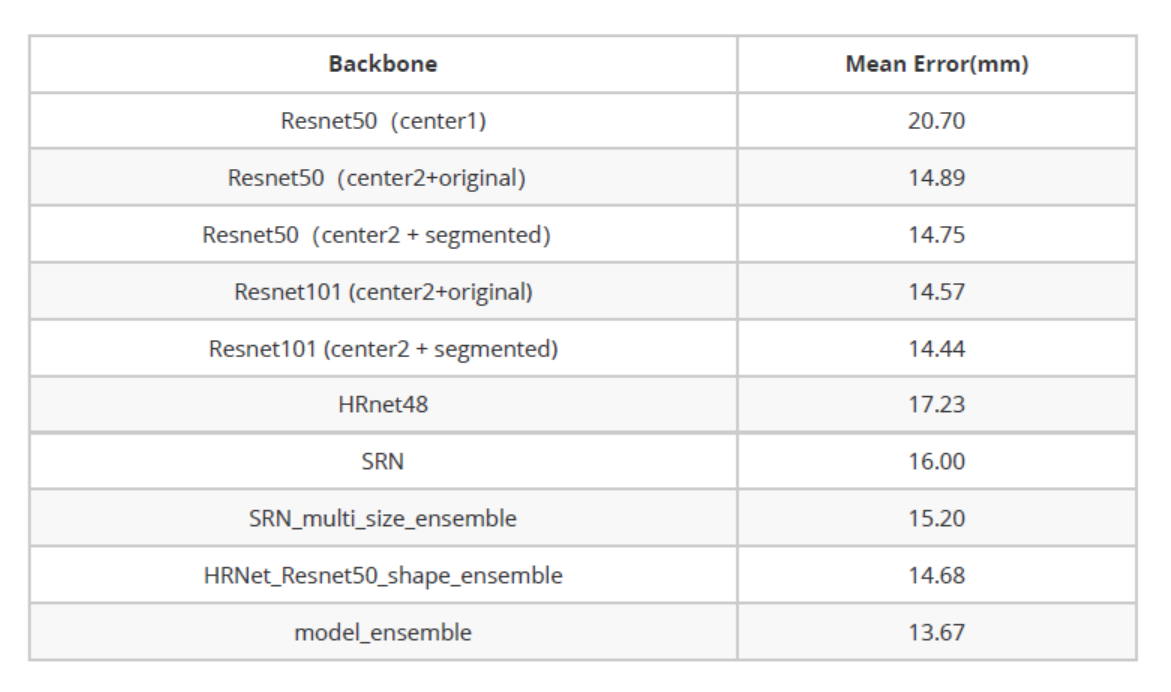 Backbone Mean Error(mm)
Resnet50（center1) 20.70
Resnet50（center2+original) 14.89
Resnet50（center2 + segmented) 14.75
Resnet101 (center2+original) 14.57
Resnet101 (center2 + segmented) 14.44
HRnet48 17.23
SRN 16.00
SRN_multi_size_ensemble 15.20
HRNet_Resnet50_shape_ensemble 14.68
model_ensemble 13.67